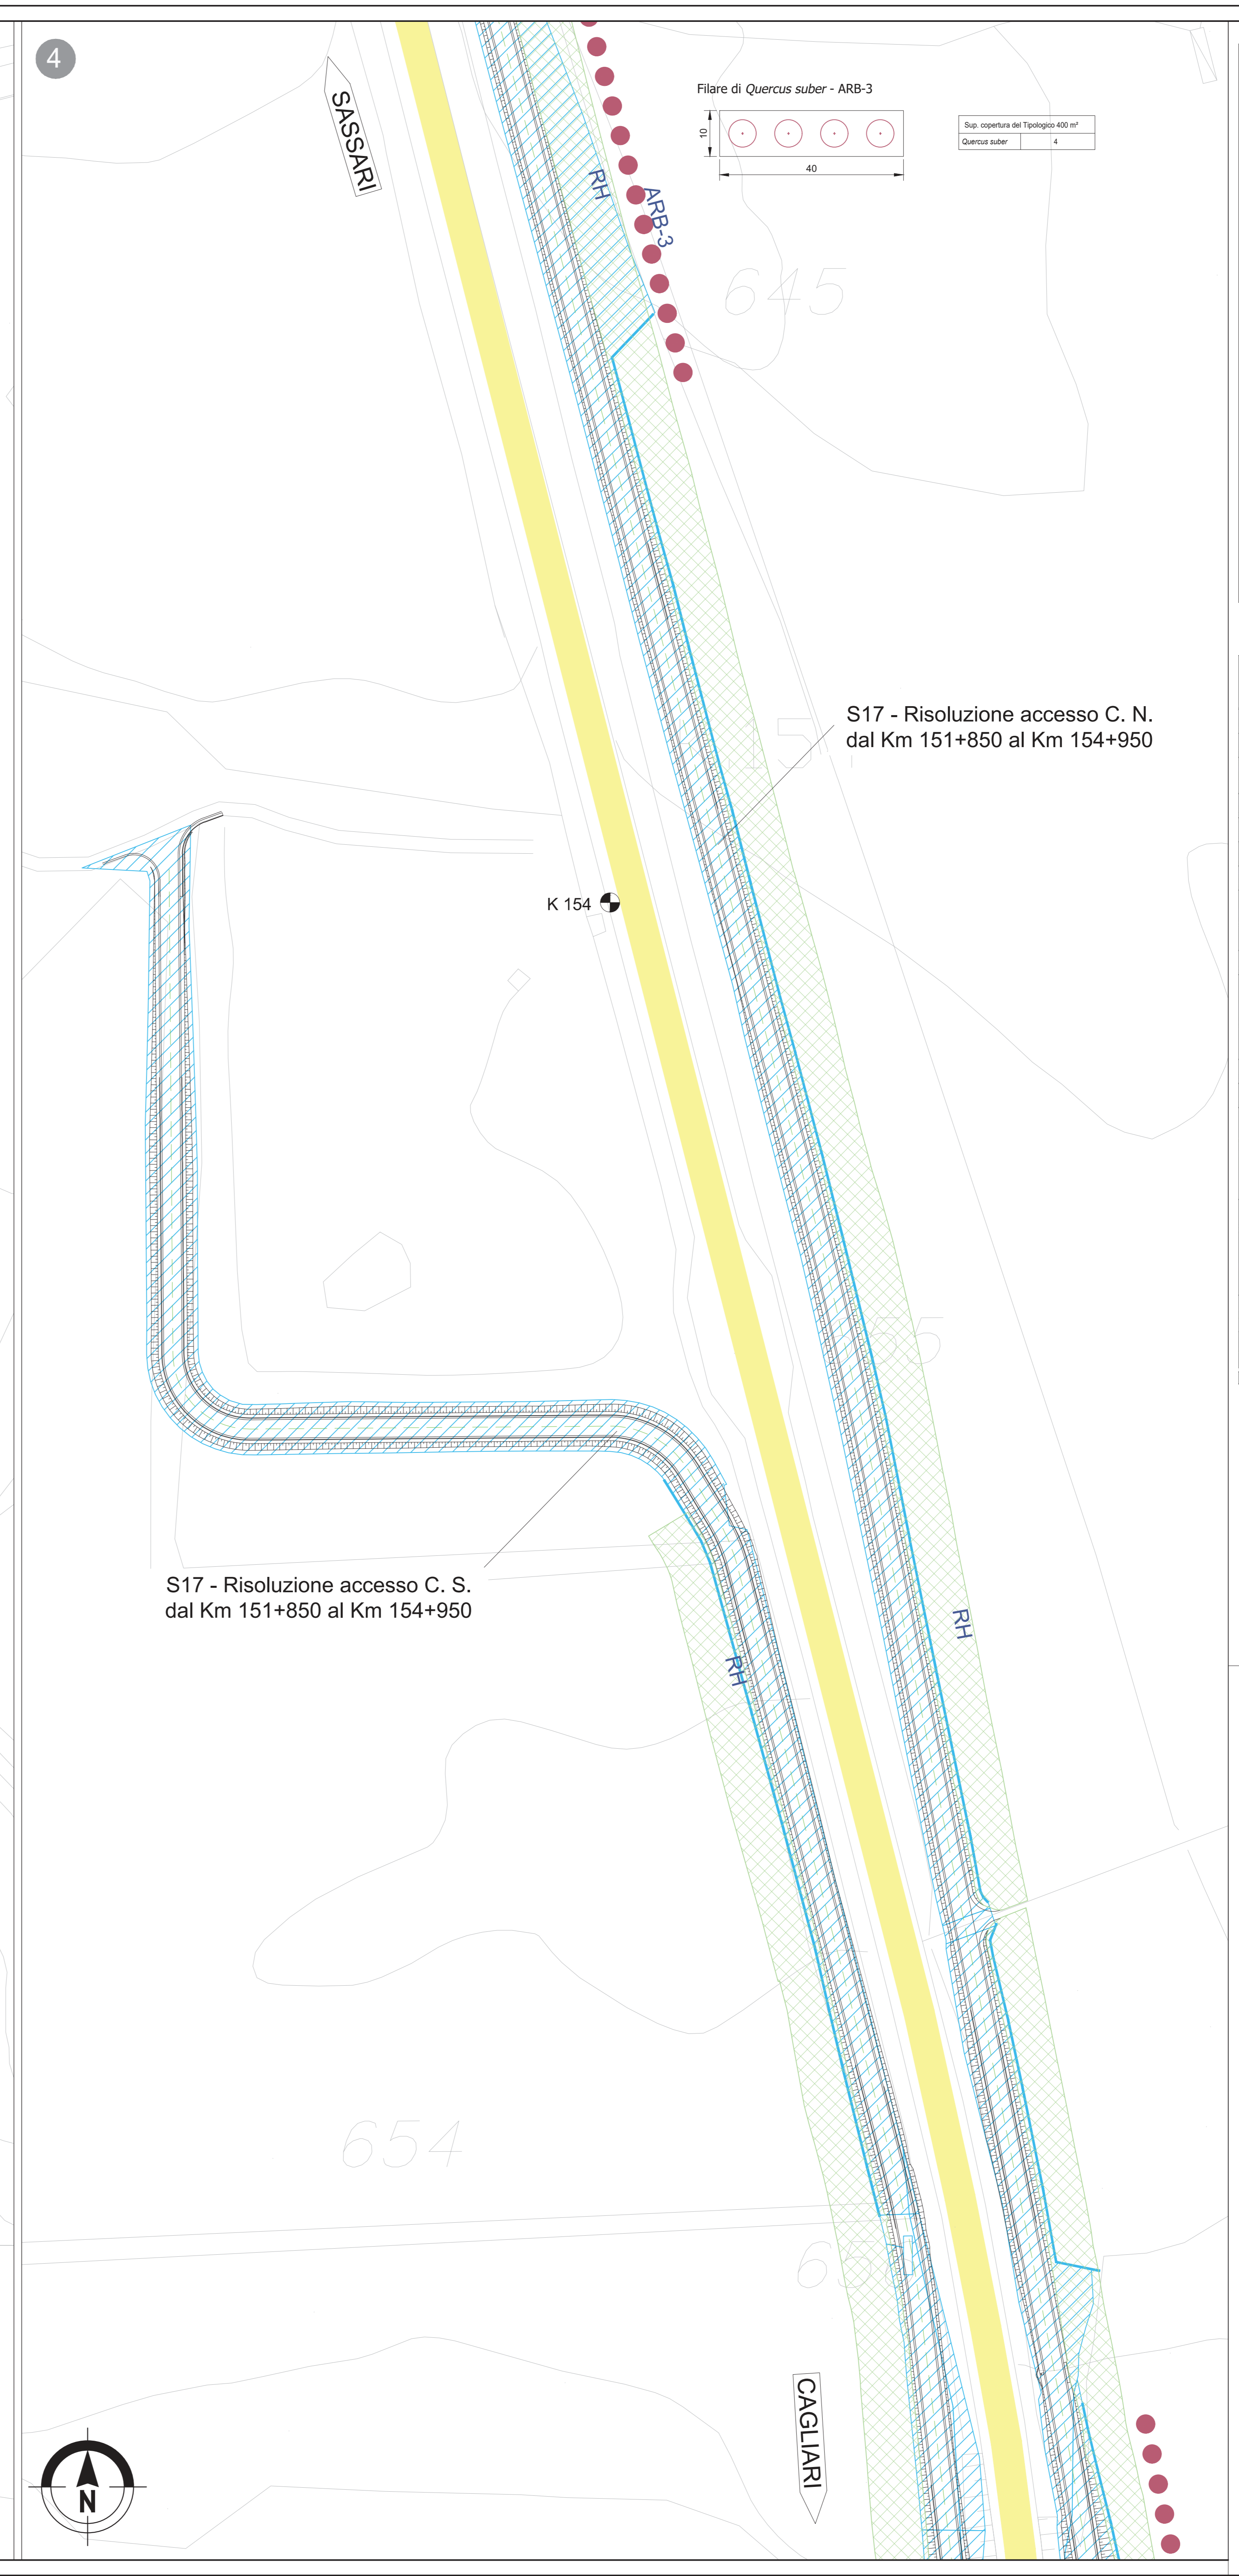 4
SASSARI
Filare di Quercus suber - ARB-3
10
40
Sup. copertura del Tipologico 400 m²
Quercus suber 4
RH
ARB-3
645
S17 - Risoluzione accesso C. N.
dal Km 151+850 al Km 154+950
K 154
S17 - Risoluzione accesso C. S.
dal Km 151+850 al Km 154+950
RH
RH
654
CAGLIARI
N